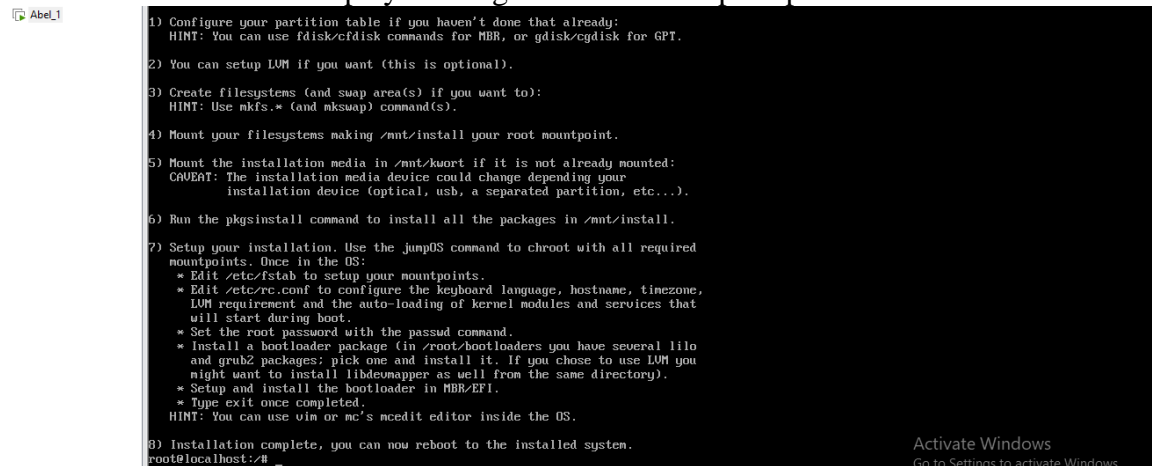 Abel_1
1) Configure your partition table if you haven't done that already:
HINT: You can use fdisk/cfdisk commands for MBR, or gdisk/cgdisk for GPT.
2) You can setup LVM if you want (this is optional).
3) Create filesystems (and swap area(s) if you want to):
HINT: Use mkfs.* (and mkswap) command(s).
4) Mount your filesystems making /mnt/install your root mountpoint.
5) Mount the installation media in /mnt/kwort if it is not already mounted:
CAVEAT: The installation media device could change depending your
installation device (optical, usb, a separated partition, etc...).
6) Run the pkgsinstall command to install all the packages in /mnt/install.
7) Setup your installation. Use the jumpOS command to chroot with all required
mountpoints. Once in the OS:
* Edit /etc/fstab to setup your mountpoints.
* Edit /etc/rc.conf to configure the keyboard language, hostname, timezone,
LVM requirement and the auto-loading of kernel modules and services that
will start during boot.
* Set the root password with the passwd command.
* Install a bootloader package (in /root/bootloaders you have several lilo
and grub2 packages; pick one and install it. If you chose to use LVM you
might want to install libdevmapper as well from the same directory).
* Setup and install the bootloader in MBR/EFI.
* Type exit once completed.
HINT: You can use vim or mc's mcedit editor inside the OS.
8) Installation complete, you can now reboot to the installed system.
root@localhost:/# _
Activate Windows
Go to Settings to activate Windows